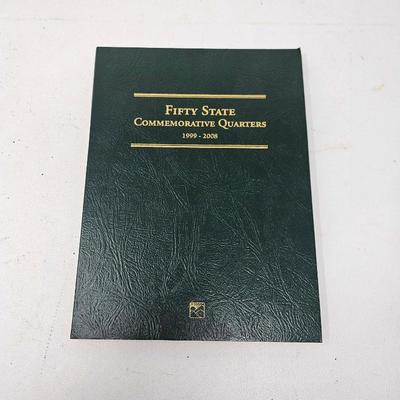 FIFTY STATE
COMMEMORATIVE QUARTERS
1999 - 2008